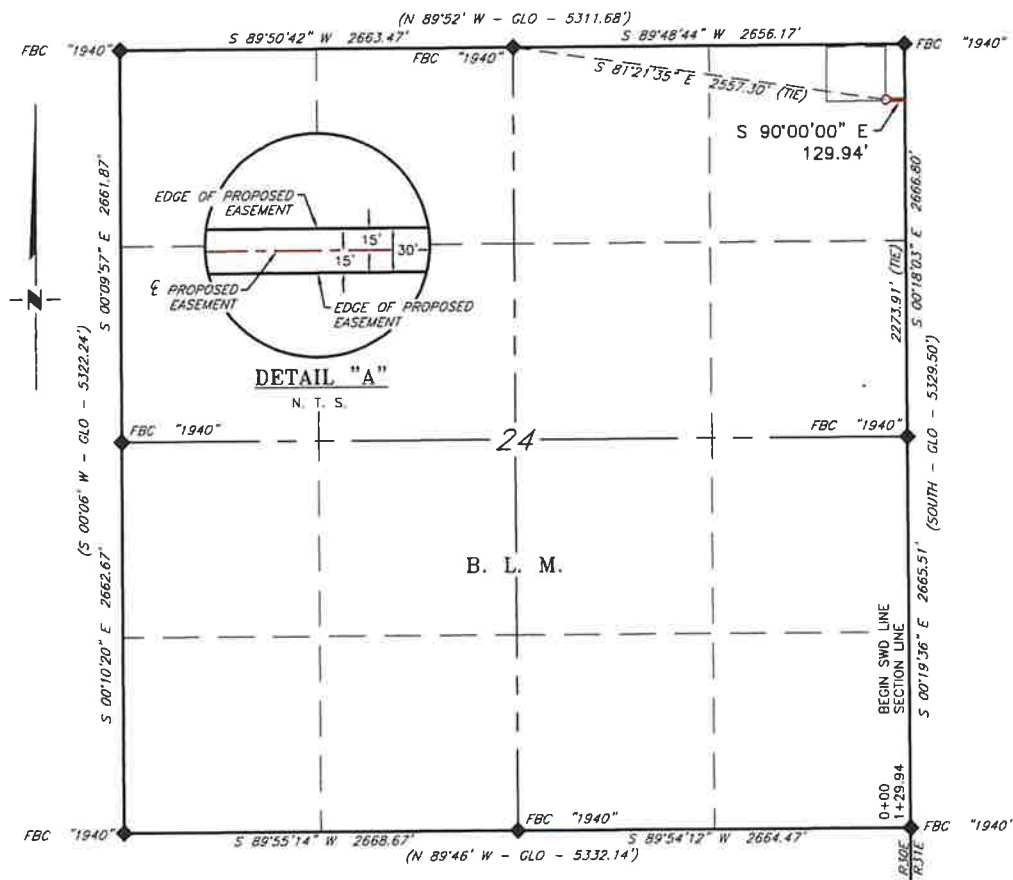 (N 89°52' W - GLO - 5311.68')
FBC "1940"
S 89°50'42" W 2663.47'
FBC "1940"
S 89°48'44" W 2656.17'
FBC "1940"
S 81°21'35" E 2557.30' (TIE)
S 90°00'00" E
129.94'
S 00°09'57" E 2661.87'
EDGE OF PROPOSED
EASEMENT
15'
15'
30'
℄ PROPOSED
EASEMENT
EDGE OF PROPOSED
EASEMENT
DETAIL "A"
N. T. S.
N
2273.91' (TIE)
S 00°18'03" E 2666.80'
(S 00°06' W - GLO - 5322.24')
FBC "1940"
24
FBC "1940"
(SOUTH - GLO - 5329.50')
B. L. M.
S 00°10'20" E 2662.67'
0+00 BEGIN SWD LINE
1+29.94 SECTION LINE
S 00°19'36" E 2665.51'
FBC "1940"
S 89°55'14" W 2668.67'
FBC "1940"
S 89°54'12" W 2664.47'
FBC "1940"
(N 89°46' W - GLO - 5332.14')
R30E
R31E